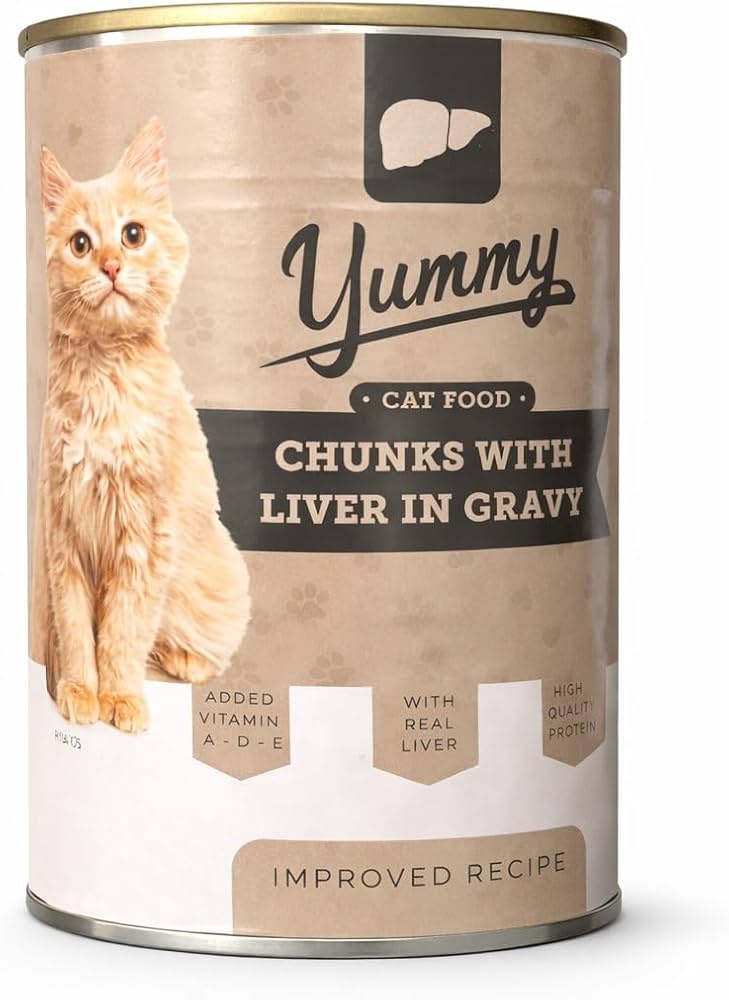 Yummy
· CAT FOOD ·
CHUNKS WITH
LIVER IN GRAVY
ADDED
VITAMIN
A - D - E
WITH
REAL
LIVER
HIGH
QUALITY
PROTEIN
IMPROVED RECIPE